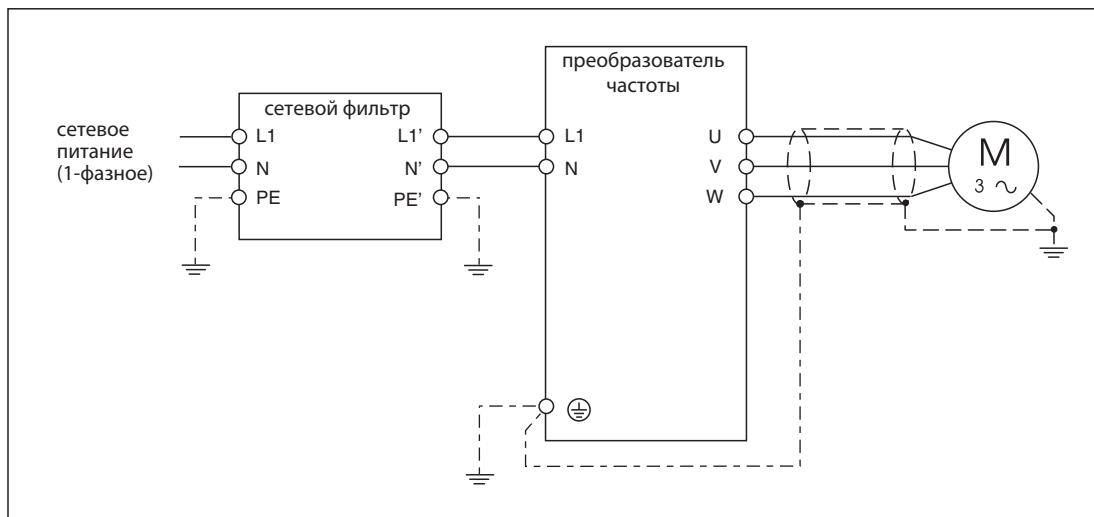 преобразователь
частоты
сетевой фильтр
сетевое
питание
(1-фазное)
L1
L1’
L1
U
N
N’
N
V
PE
PE’
W
M
3 ~